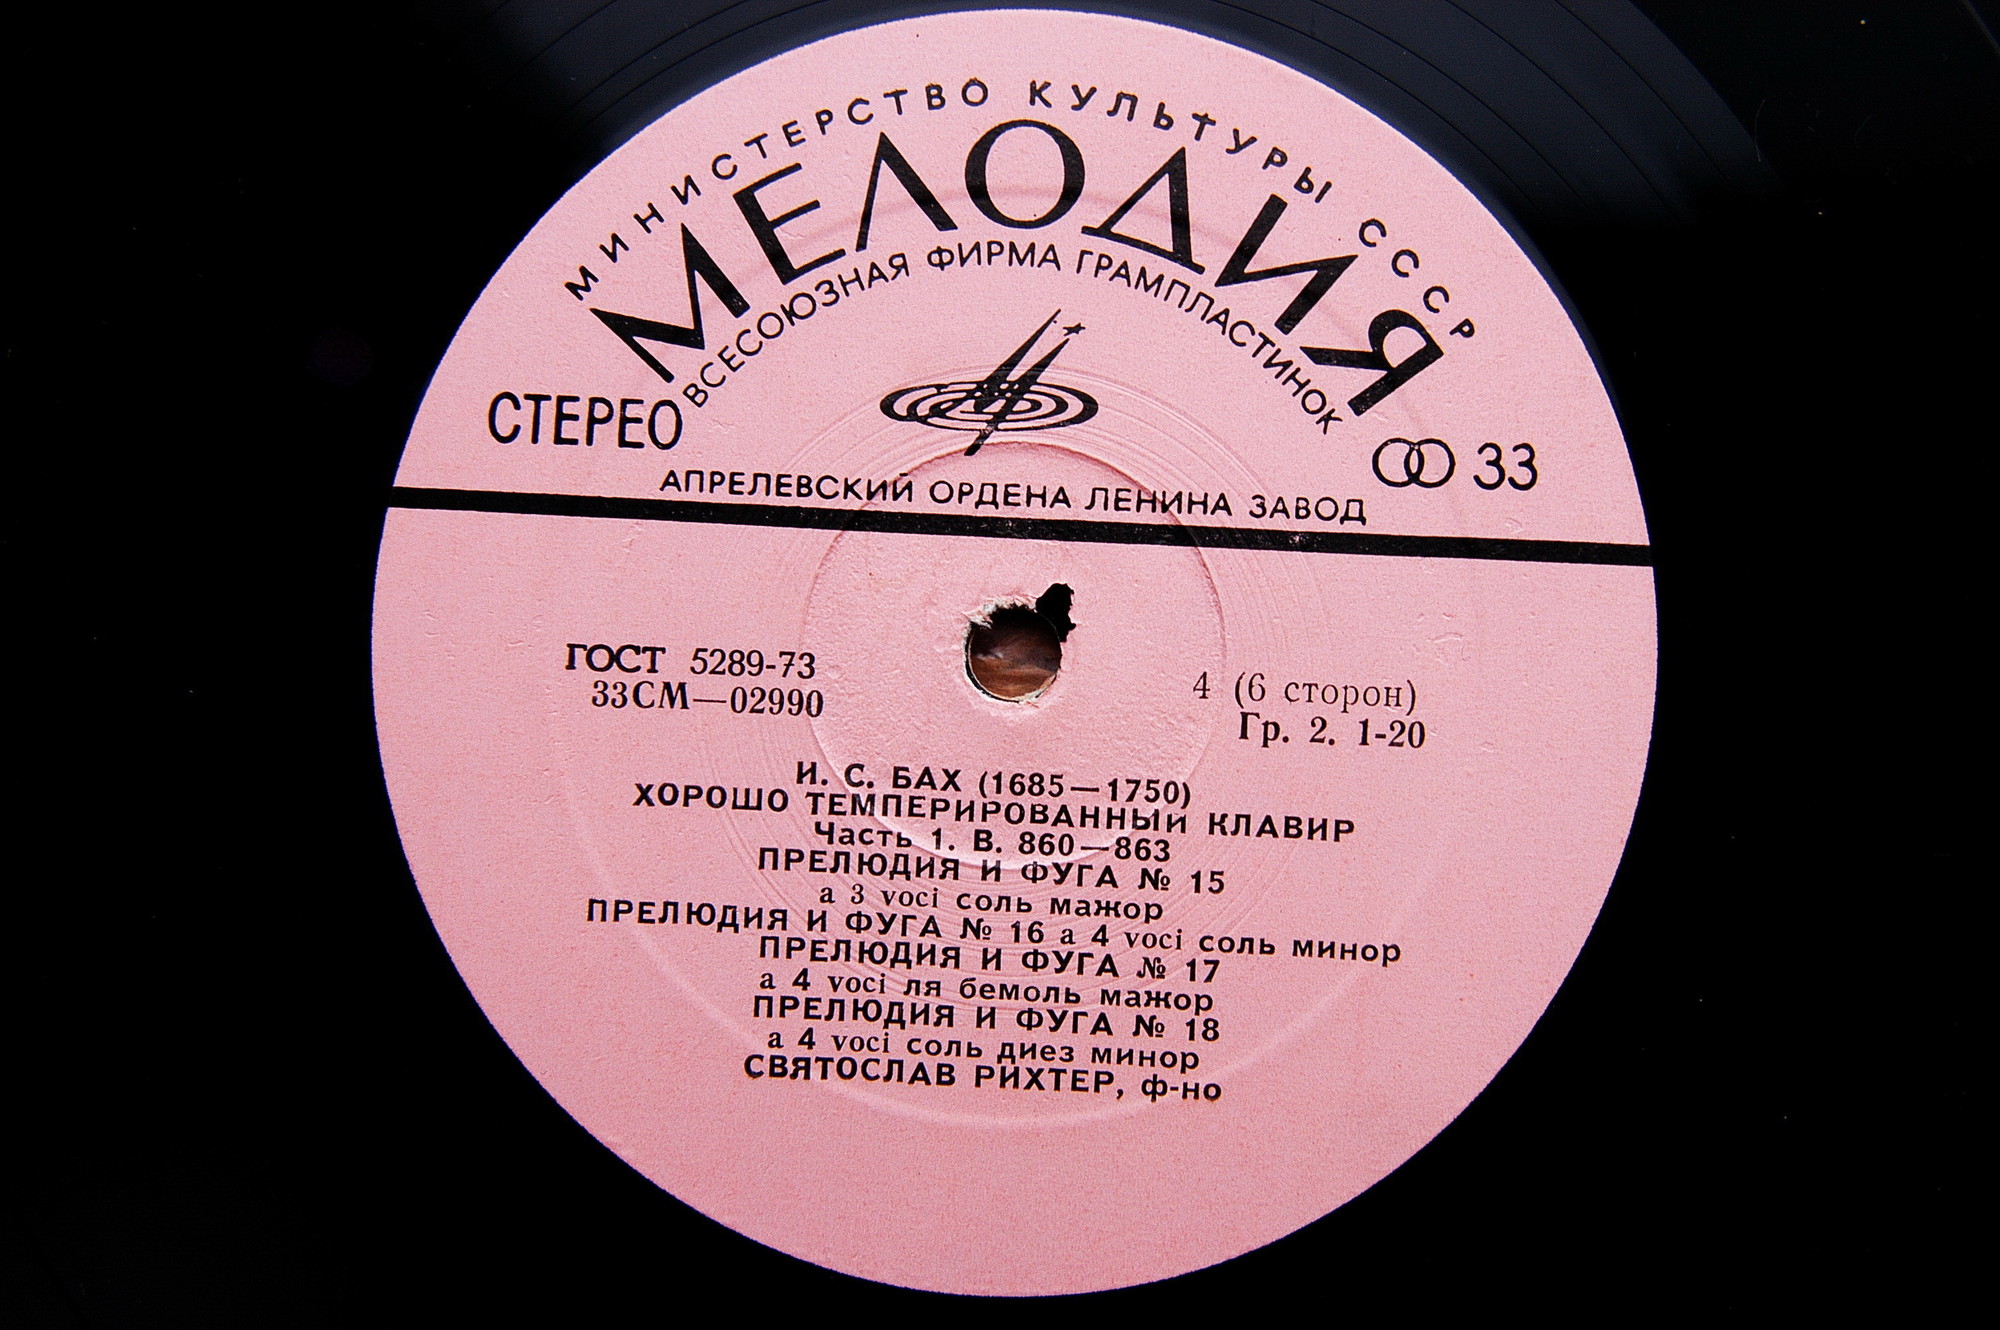 МИНИСТЕРСТВО КУЛЬТУРЫ СССР
МЕЛОДИЯ
ВСЕСОЮЗНАЯ ФИРМА ГРАМПЛАСТИНОК
СТЕРЕО
33
АПРЕЛЕВСКИЙ ОРДЕНА ЛЕНИНА ЗАВОД
ГОСТ 5289-73
33СМ—02990
4 (6 сторон)
Гр. 2. 1-20
И. С. БАХ (1685—1750)
ХОРОШО ТЕМПЕРИРОВАННЫЙ КЛАВИР
Часть 1. В. 860—863
ПРЕЛЮДИЯ И ФУГА № 15
a 3 voci соль мажор
ПРЕЛЮДИЯ И ФУГА № 16 a 4 voci соль минор
ПРЕЛЮДИЯ И ФУГА № 17
a 4 voci ля бемоль мажор
ПРЕЛЮДИЯ И ФУГА № 18
a 4 voci соль диез минор
СВЯТОСЛАВ РИХТЕР, ф-но